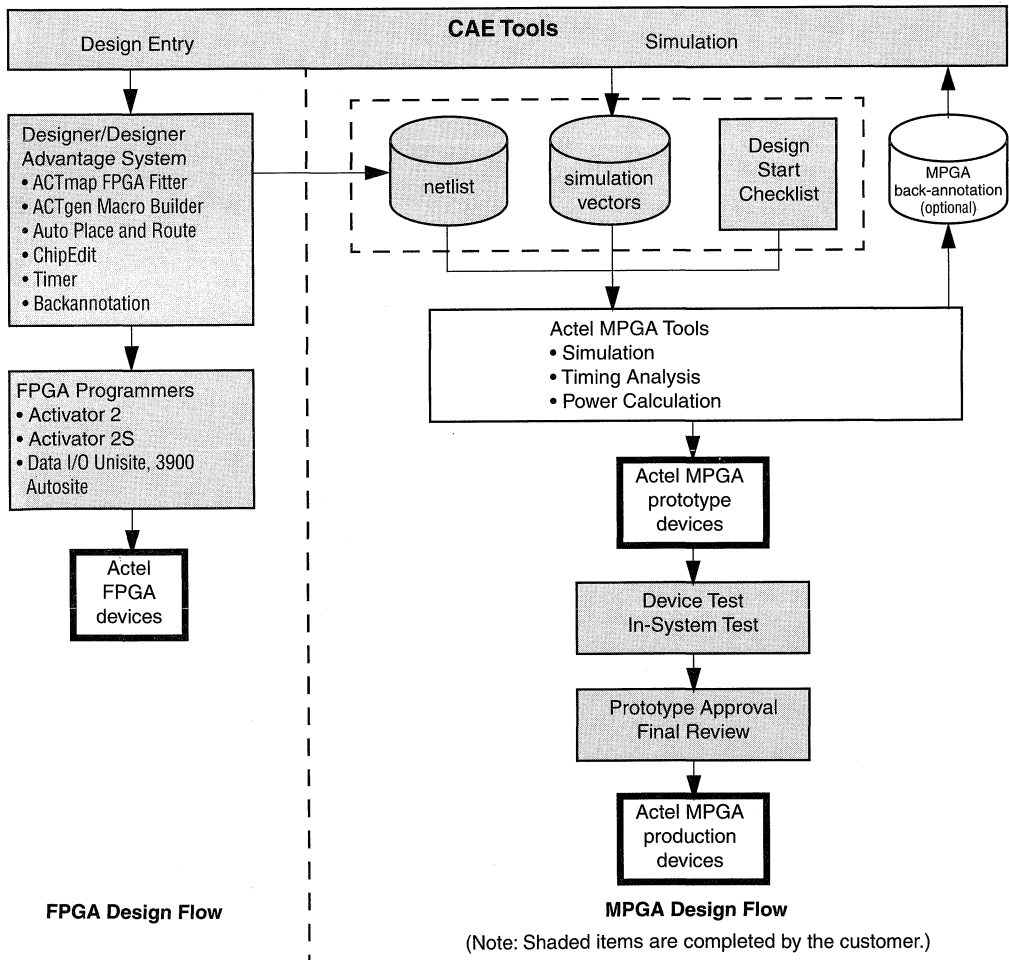 CAE Tools
Design Entry
Simulation
Designer/Designer
Advantage System
• ACTmap FPGA Fitter
• ACTgen Macro Builder
• Auto Place and Route
• ChipEdit
• Timer
• Backannotation
netlist
simulation
vectors
Design
Start
Checklist
MPGA
back-annotation
(optional)
Actel MPGA Tools
• Simulation
• Timing Analysis
• Power Calculation
FPGA Programmers
• Activator 2
• Activator 2S
• Data I/O Unisite, 3900
Autosite
Actel
FPGA
devices
Actel MPGA
prototype
devices
Device Test
In-System Test
Prototype Approval
Final Review
Actel MPGA
production
devices
FPGA Design Flow
MPGA Design Flow
(Note: Shaded items are completed by the customer.)